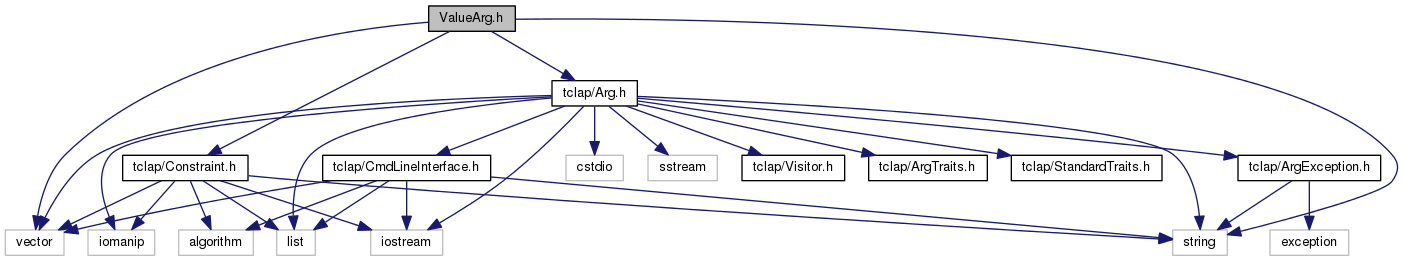 ValueArg.h
tclap/Arg.h
tclap/Constraint.h
tclap/CmdLineInterface.h
cstdio
sstream
tclap/Visitor.h
tclap/ArgTraits.h
tclap/StandardTraits.h
tclap/ArgException.h
vector
iomanip
algorithm
list
iostream
string
exception